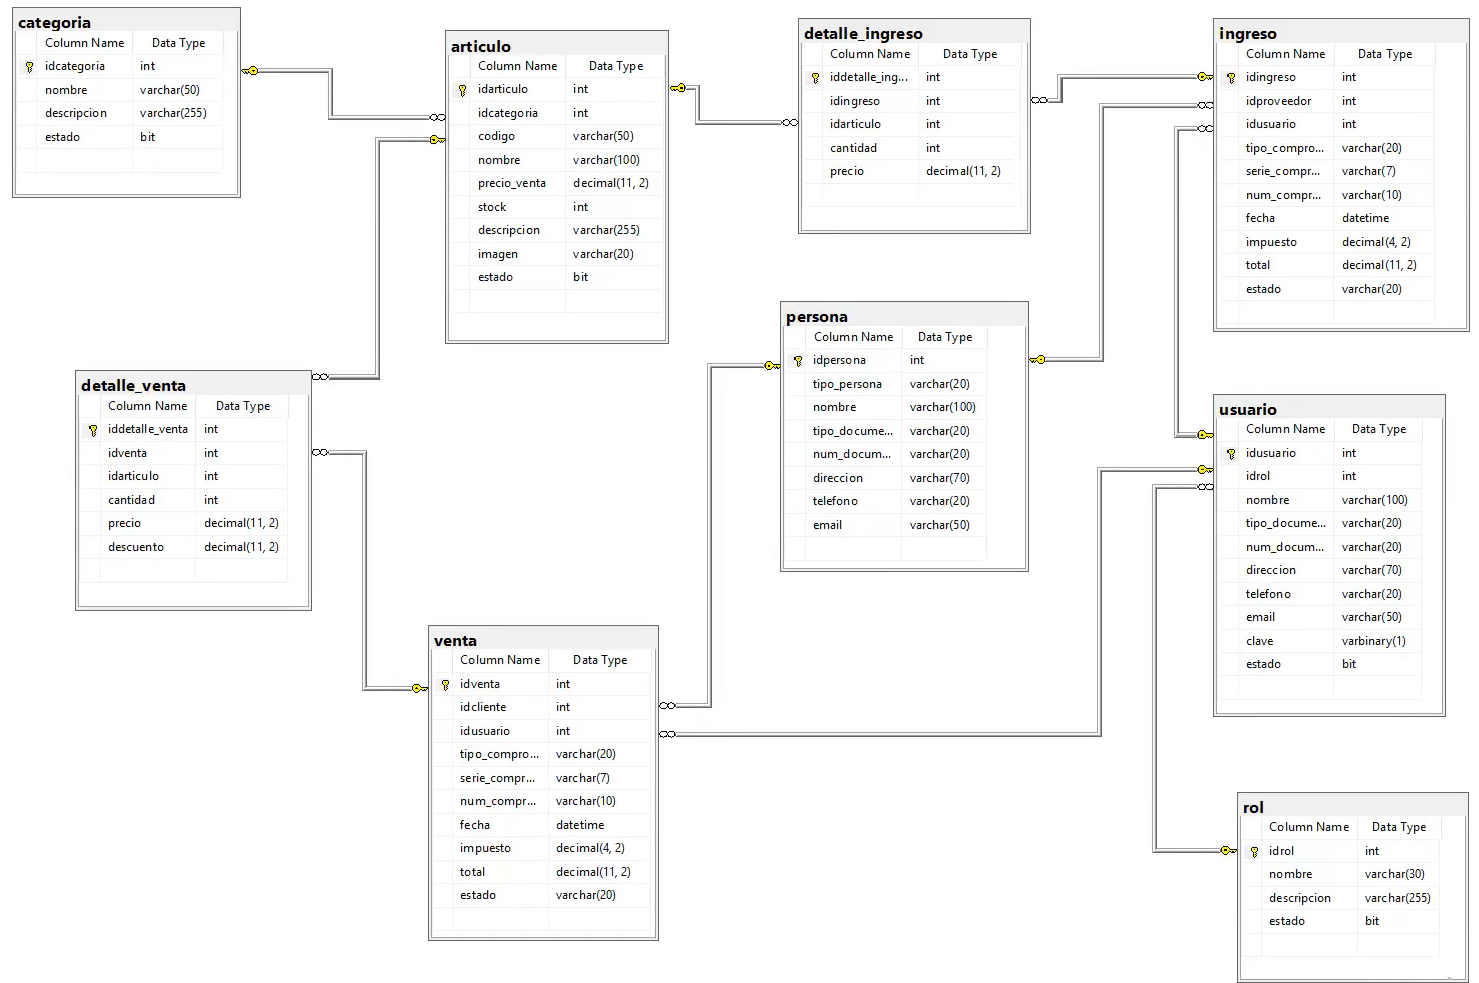 categoria
Column Name Data Type
idcategoria int
nombre varchar(50)
descripcion varchar(255)
estado bit
articulo
Column Name Data Type
idarticulo int
idcategoria int
codigo varchar(50)
nombre varchar(100)
precio_venta decimal(11, 2)
stock int
descripcion varchar(255)
imagen varchar(20)
estado bit
detalle_ingreso
Column Name Data Type
iddetalle_ing... int
idingreso int
idarticulo int
cantidad int
precio decimal(11, 2)
ingreso
Column Name Data Type
idingreso int
idproveedor int
idusuario int
tipo_compro... varchar(20)
serie_compr... varchar(7)
num_compr... varchar(10)
fecha datetime
impuesto decimal(4, 2)
total decimal(11, 2)
estado varchar(20)
persona
Column Name Data Type
idpersona int
tipo_persona varchar(20)
nombre varchar(100)
tipo_docume... varchar(20)
num_docum... varchar(20)
direccion varchar(70)
telefono varchar(20)
email varchar(50)
detalle_venta
Column Name Data Type
iddetalle_venta int
idventa int
idarticulo int
cantidad int
precio decimal(11, 2)
descuento decimal(11, 2)
usuario
Column Name Data Type
idusuario int
idrol int
nombre varchar(100)
tipo_docume... varchar(20)
num_docum... varchar(20)
direccion varchar(70)
telefono varchar(20)
email varchar(50)
clave varbinary(1)
estado bit
venta
Column Name Data Type
idventa int
idcliente int
idusuario int
tipo_compro... varchar(20)
serie_compr... varchar(7)
num_compr... varchar(10)
fecha datetime
impuesto decimal(4, 2)
total decimal(11, 2)
estado varchar(20)
rol
Column Name Data Type
idrol int
nombre varchar(30)
descripcion varchar(255)
estado bit